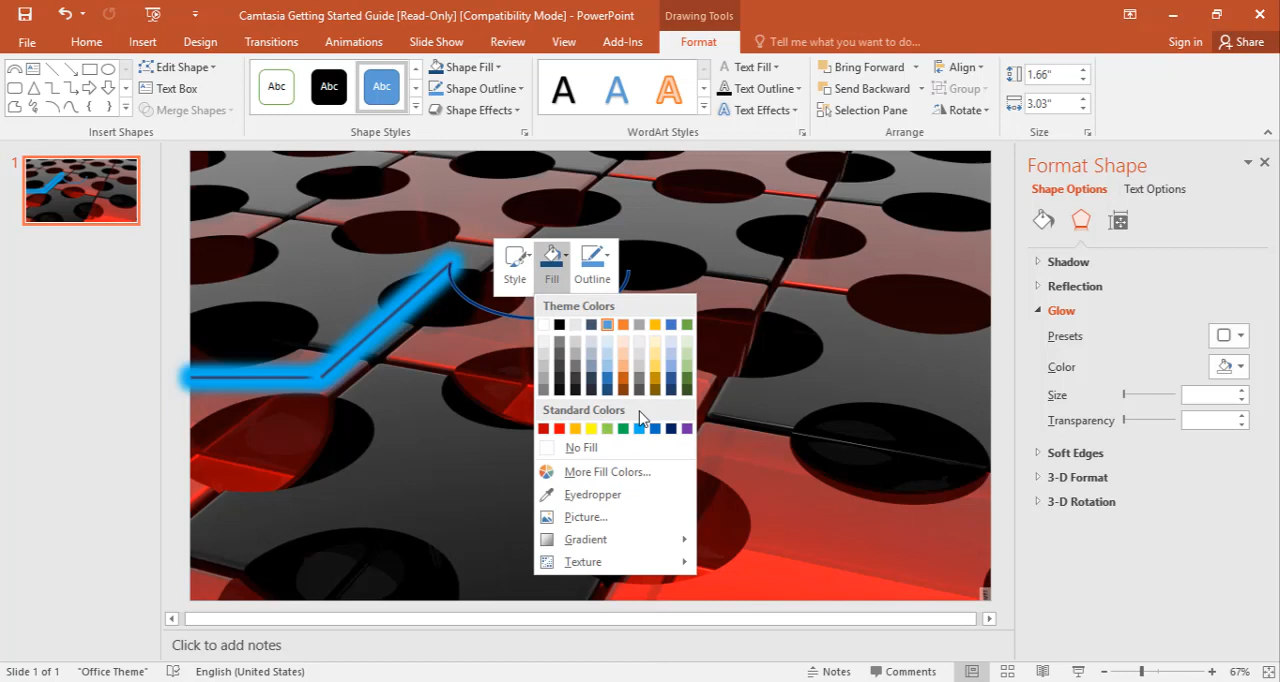 Camtasia Getting Started Guide [Read-Only] [Compatibility Mode] - PowerPoint
Drawing Tools
File Home Insert Design Transitions Animations Slide Show Review View Add-Ins Format Tell me what you want to do... Sign in Share
Edit Shape
Text Box
Merge Shapes
Insert Shapes
Abc Abc Abc
Shape Fill
Shape Outline
Shape Effects
Shape Styles
A A A
Text Fill
Text Outline
Text Effects
WordArt Styles
Bring Forward
Send Backward
Selection Pane
Align
Group
Rotate
Arrange
1.66"
3.03"
Size
1
Style Fill Outline
Theme Colors
Standard Colors
No Fill
More Fill Colors...
Eyedropper
Picture...
Gradient
Texture
Format Shape
Shape Options Text Options
Shadow
Reflection
Glow
Presets
Color
Size
Transparency
Soft Edges
3-D Format
3-D Rotation
Click to add notes
Slide 1 of 1 "Office Theme" English (United States) Notes Comments 67%